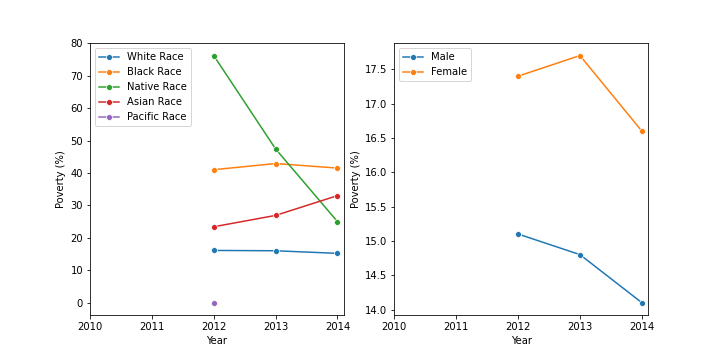 80
70
60
50
40
30
20
10
0
Poverty (%)
White Race
Black Race
Native Race
Asian Race
Pacific Race
2010 2011 2012 2013 2014
Year
17.5
17.0
16.5
16.0
15.5
15.0
14.5
14.0
Poverty (%)
Male
Female
2010 2011 2012 2013 2014
Year